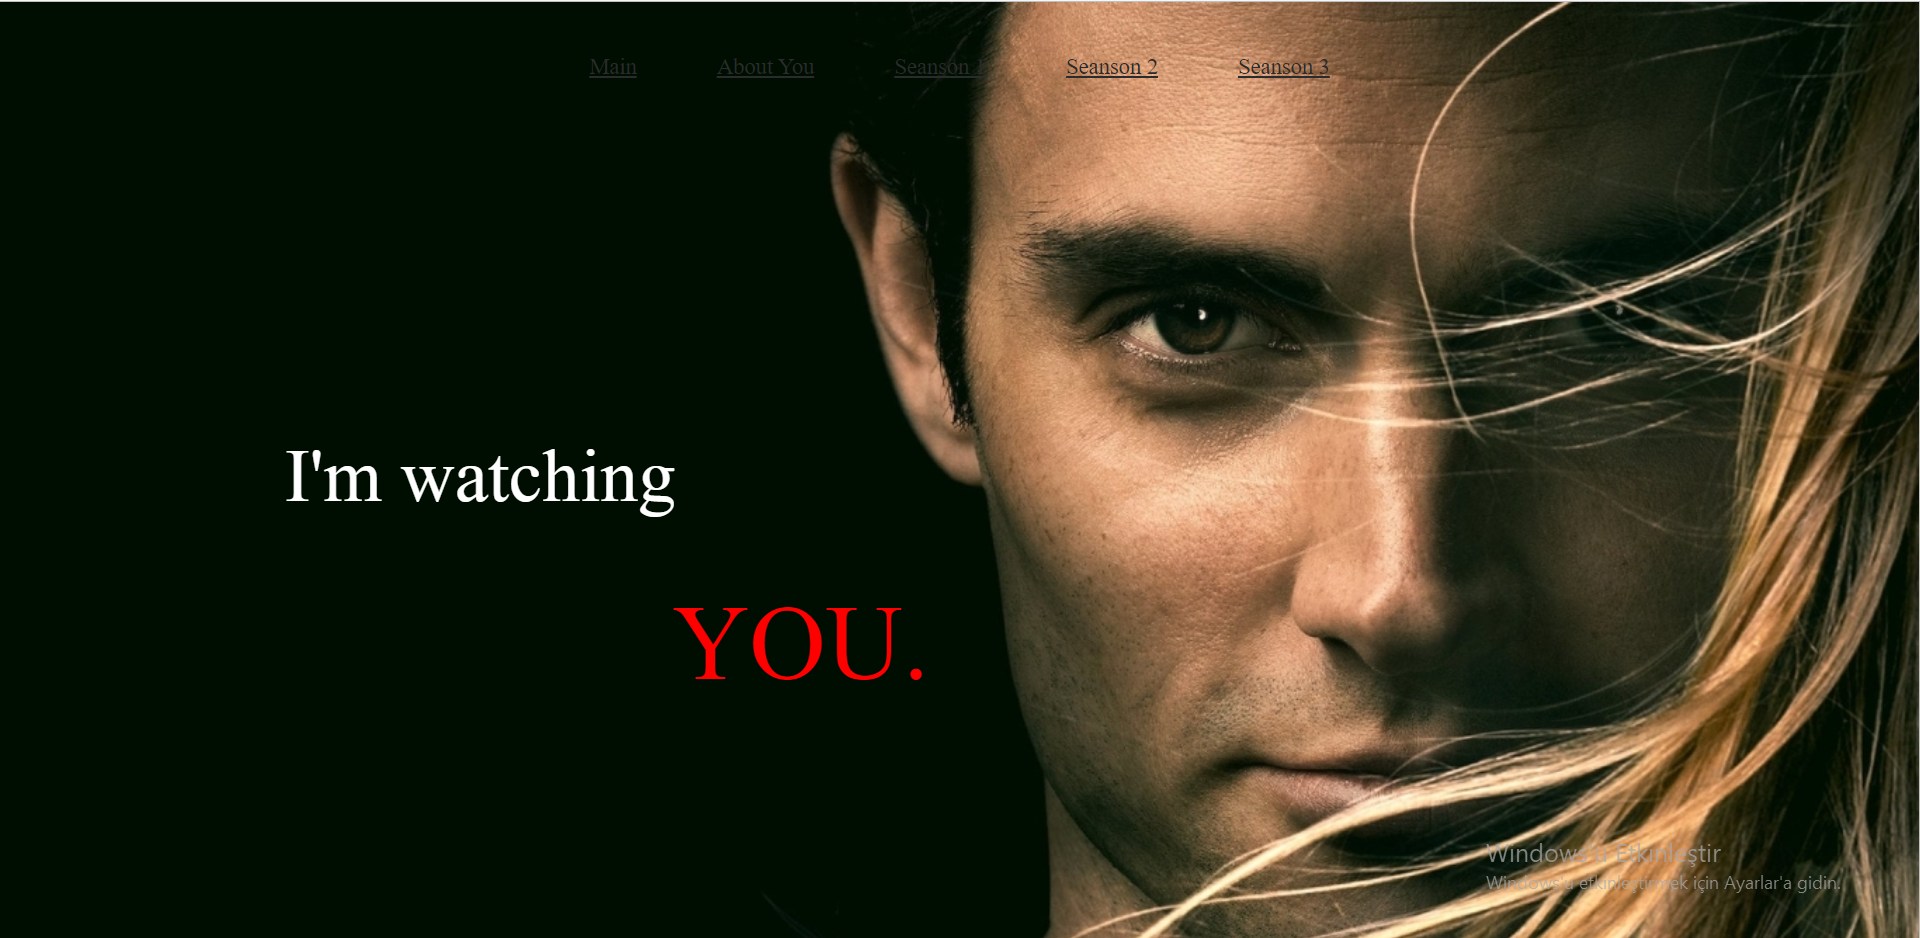 Main About You Seanson 1 Seanson 2 Seanson 3
I'm watching
YOU.
Windows'u Etkinleştir
Windows'u etkinleştirmek için Ayarlar'a gidin.